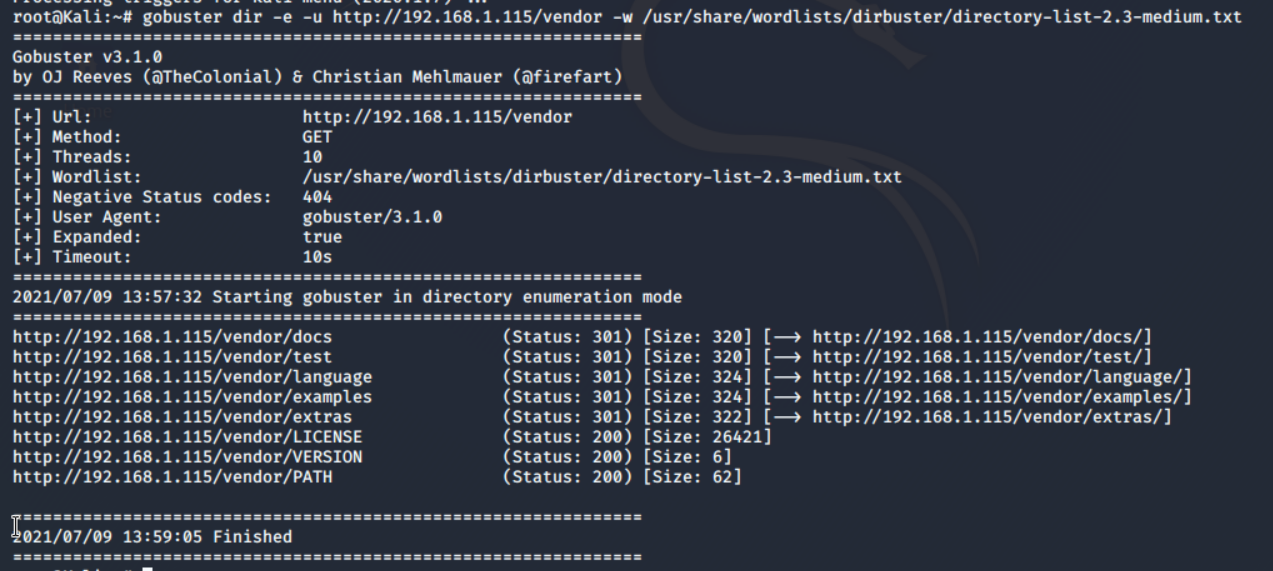 root@Kali:~# gobuster dir -e -u http://192.168.1.115/vendor -w /usr/share/wordlists/dirbuster/directory-list-2.3-medium.txt
===============================================================
Gobuster v3.1.0
by OJ Reeves (@TheColonial) & Christian Mehlmauer (@firefart)
===============================================================
[+] Url:                     http://192.168.1.115/vendor
[+] Method:                  GET
[+] Threads:                 10
[+] Wordlist:                /usr/share/wordlists/dirbuster/directory-list-2.3-medium.txt
[+] Negative Status codes:   404
[+] User Agent:              gobuster/3.1.0
[+] Expanded:                true
[+] Timeout:                 10s
===============================================================
2021/07/09 13:57:32 Starting gobuster in directory enumeration mode
===============================================================
http://192.168.1.115/vendor/docs                 (Status: 301) [Size: 320] [--> http://192.168.1.115/vendor/docs/]
http://192.168.1.115/vendor/test                 (Status: 301) [Size: 320] [--> http://192.168.1.115/vendor/test/]
http://192.168.1.115/vendor/language             (Status: 301) [Size: 324] [--> http://192.168.1.115/vendor/language/]
http://192.168.1.115/vendor/examples             (Status: 301) [Size: 324] [--> http://192.168.1.115/vendor/examples/]
http://192.168.1.115/vendor/extras               (Status: 301) [Size: 322] [--> http://192.168.1.115/vendor/extras/]
http://192.168.1.115/vendor/LICENSE              (Status: 200) [Size: 26421]
http://192.168.1.115/vendor/VERSION              (Status: 200) [Size: 6]
http://192.168.1.115/vendor/PATH                 (Status: 200) [Size: 62]
===============================================================
2021/07/09 13:59:05 Finished
===============================================================